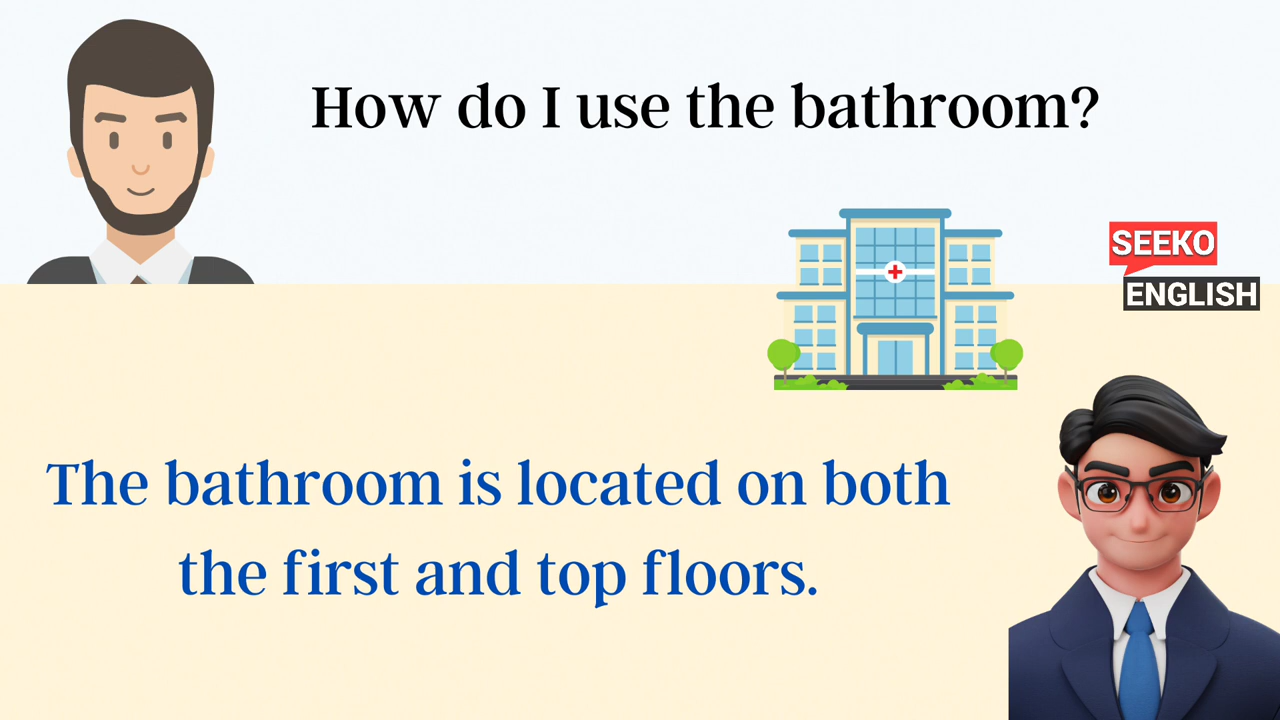 How do I use the bathroom?
SEEKO
ENGLISH
The bathroom is located on both
the first and top floors.